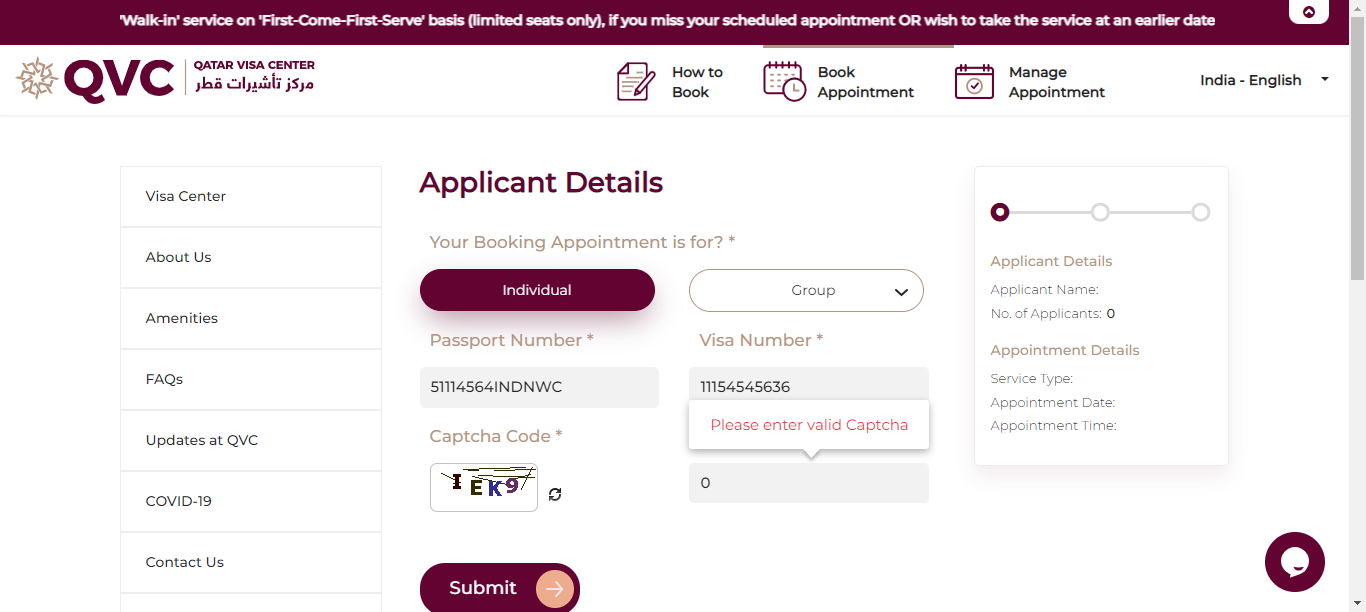 'Walk-in' service on 'First-Come-First-Serve' basis (limited seats only), if you miss your scheduled appointment OR wish to take the service at an earlier date
QVC
QATAR VISA CENTER
مركز تأشيرات قطر
How to
Book
Book
Appointment
Manage
Appointment
India - English
Visa Center
About Us
Amenities
FAQs
Updates at QVC
COVID-19
Contact Us
Applicant Details
Your Booking Appointment is for? *
Individual
Group
Passport Number *
Visa Number *
51114564INDNWC
11154545636
Please enter valid Captcha
Captcha Code *
IEK9
0
Submit
Applicant Details
Applicant Name:
No. of Applicants: 0
Appointment Details
Service Type:
Appointment Date:
Appointment Time: